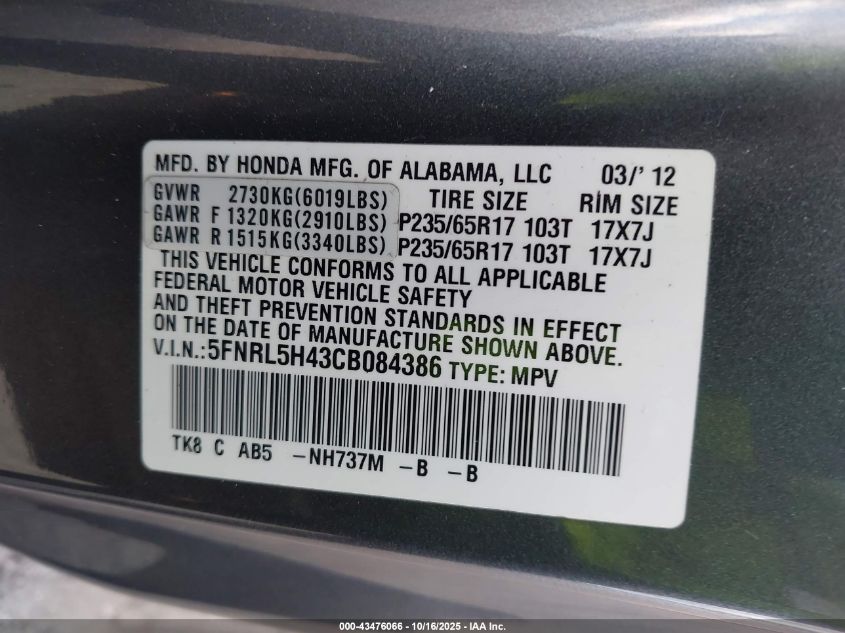 MFD. BY HONDA MFG. OF ALABAMA, LLC 03/' 12
GVWR 2730KG(6019LBS) TIRE SIZE RIM SIZE
GAWR F 1320KG(2910LBS) P235/65R17 103T 17X7J
GAWR R 1515KG(3340LBS) P235/65R17 103T 17X7J
THIS VEHICLE CONFORMS TO ALL APPLICABLE
FEDERAL MOTOR VEHICLE SAFETY
AND THEFT PREVENTION STANDARDS IN EFFECT
ON THE DATE OF MANUFACTURE SHOWN ABOVE.
V.I.N.:5FNRL5H43CB084386 TYPE: MPV
TK8 C AB5 -NH737M -B -B
000-43476066 - 10/16/2025 - IAA Inc.